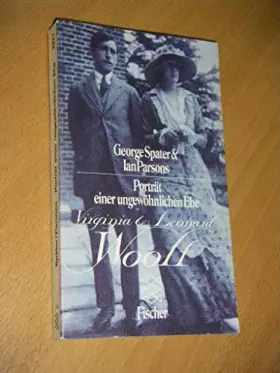 George Spater &
Ian Parsons
Porträt
einer ungewöhnlichen Ehe
Virginia & Leonard
Woolf
Fischer